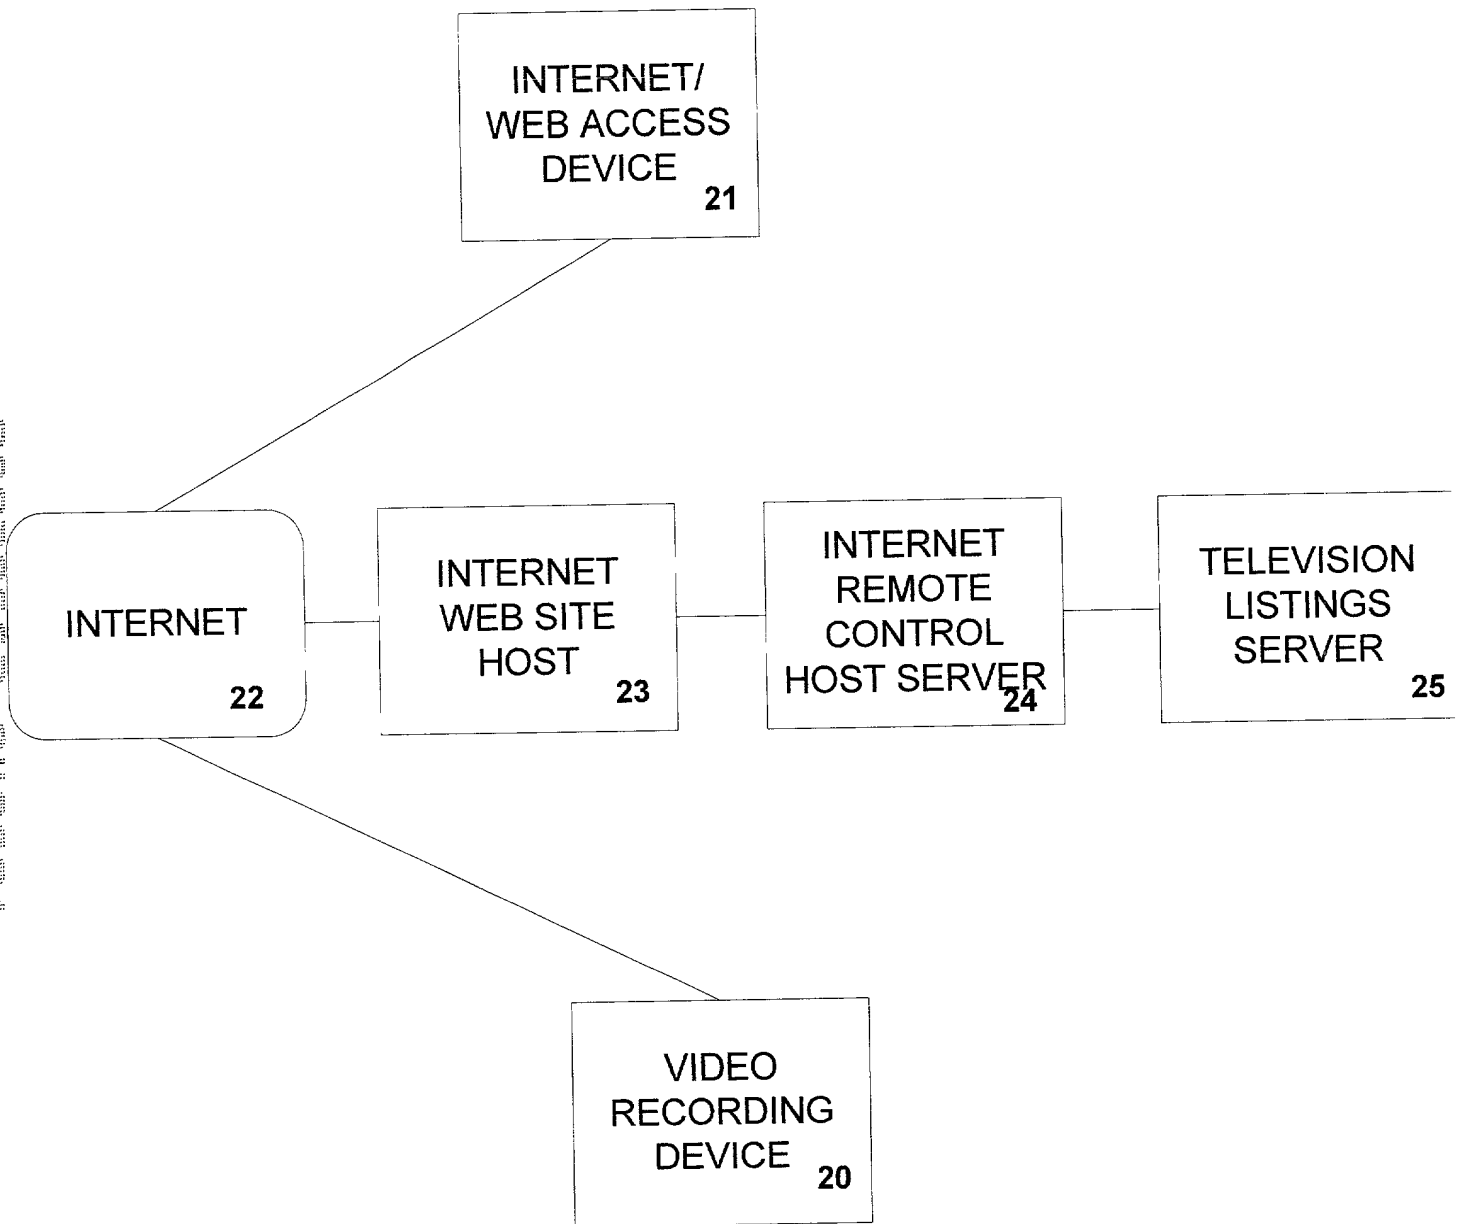 INTERNET/
WEB ACCESS
DEVICE
21
INTERNET
22
INTERNET
WEB SITE
HOST
23
INTERNET
REMOTE
CONTROL
HOST SERVER
24
TELEVISION
LISTINGS
SERVER
25
VIDEO
RECORDING
DEVICE
20